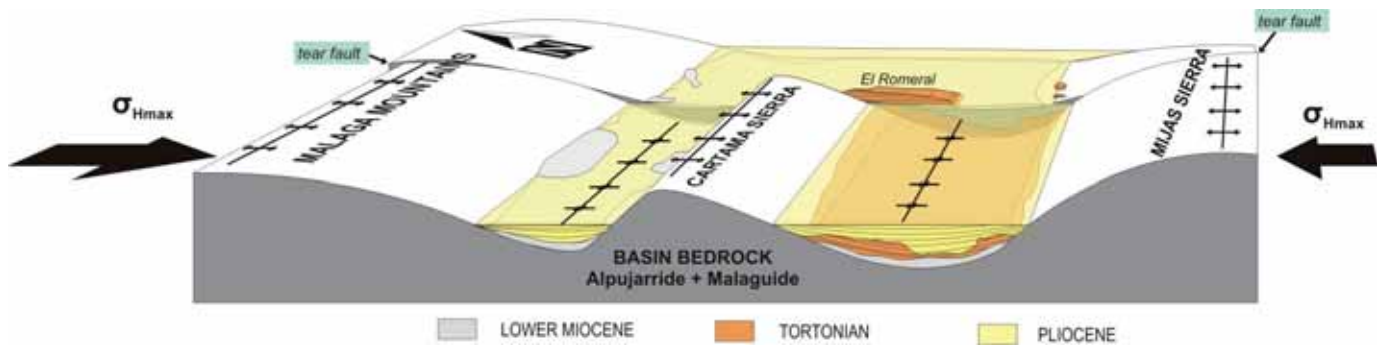 tear fault
tear fault
N
El Romeral
σHmax
MALAGA MOUNTAINS
CARTAMA SIERRA
MIJAS SIERRA
σHmax
BASIN BEDROCK
Alpujarride + Malaguide
LOWER MIOCENE
TORTONIAN
PLIOCENE